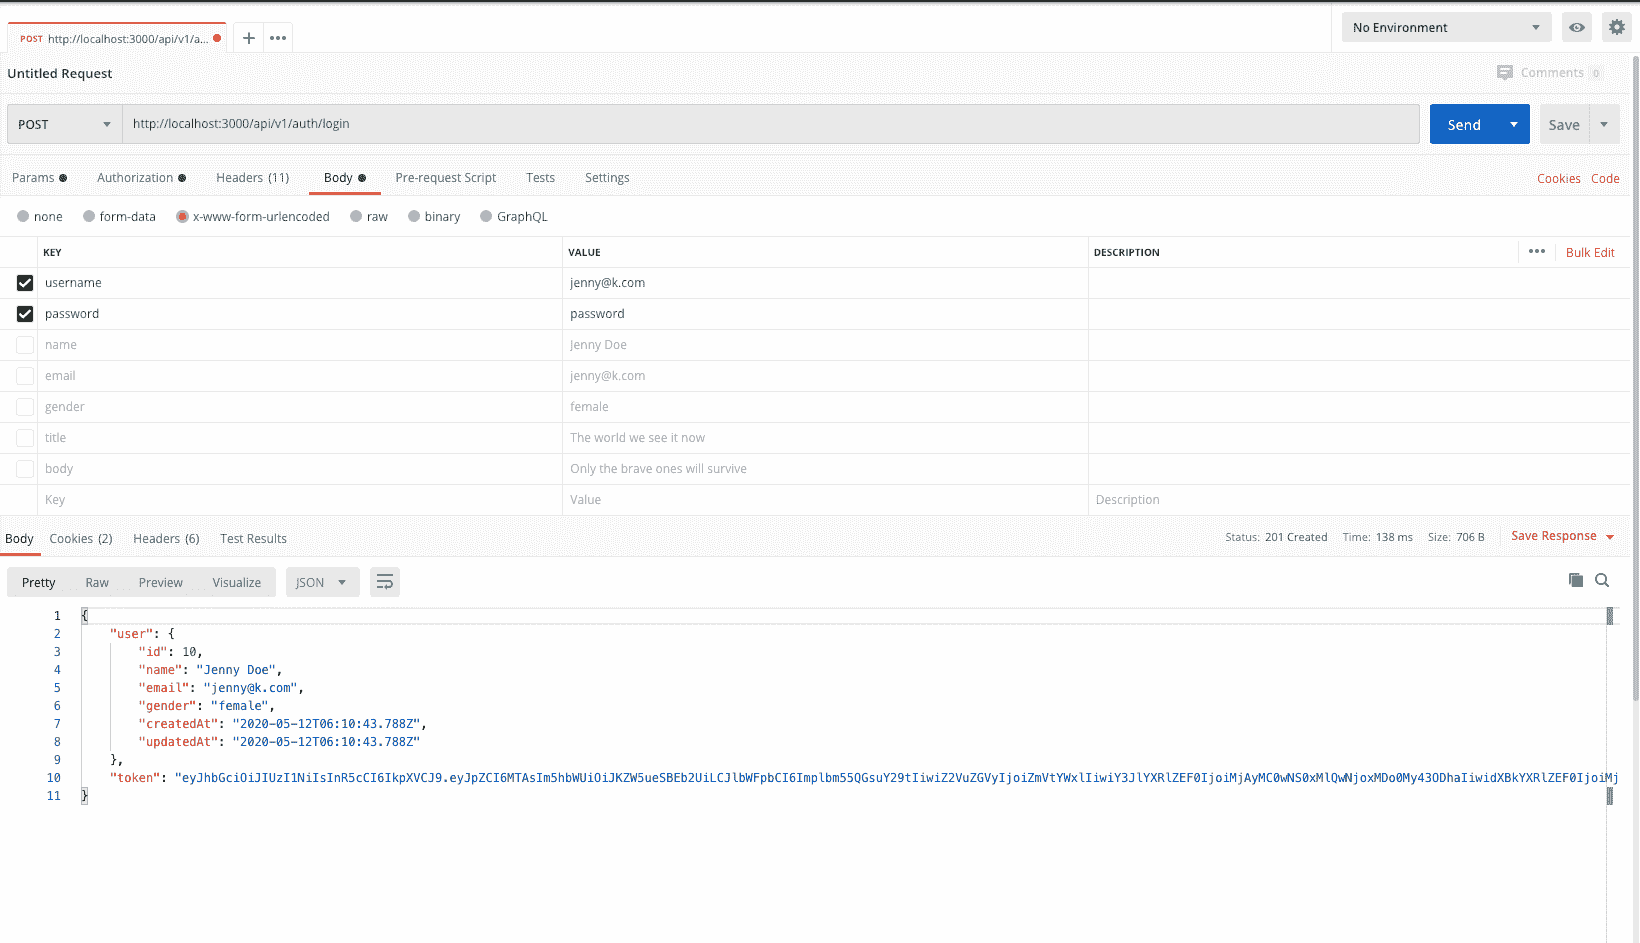 POST http://localhost:3000/api/v1/a...
No Environment
Untitled Request
Comments 0
POST
http://localhost:3000/api/v1/auth/login
Send
Save
Params
Authorization
Headers (11)
Body
Pre-request Script
Tests
Settings
Cookies
Code
none
form-data
x-www-form-urlencoded
raw
binary
GraphQL
KEY VALUE DESCRIPTION
Bulk Edit
username jenny@k.com
password password
name Jenny Doe
email jenny@k.com
gender female
title The world we see it now
body Only the brave ones will survive
Key Value Description
Body
Cookies (2)
Headers (6)
Test Results
Status: 201 Created
Time: 138 ms
Size: 706 B
Save Response
Pretty
Raw
Preview
Visualize
JSON
1 {
2 "user": {
3 "id": 10,
4 "name": "Jenny Doe",
5 "email": "jenny@k.com",
6 "gender": "female",
7 "createdAt": "2020-05-12T06:10:43.788Z",
8 "updatedAt": "2020-05-12T06:10:43.788Z"
9 },
10 "token": "eyJhbGciOiJIUzI1NiIsInR5cCI6IkpXVCJ9.eyJpZCI6MTAsIm5hbWUiOiJKZW5ueSBEb2UiLCJlbWFpbCI6Implbm55QGsuY29tIiwiZ2VuZGVyIjoiZmVtYWxlIiwiY3JlYXRlZEF0IjoiMjAyMC0wNS0xMlQwNjoxMDo0My43ODhaIiwidXBkYXRlZEF0IjoiMj
11 }